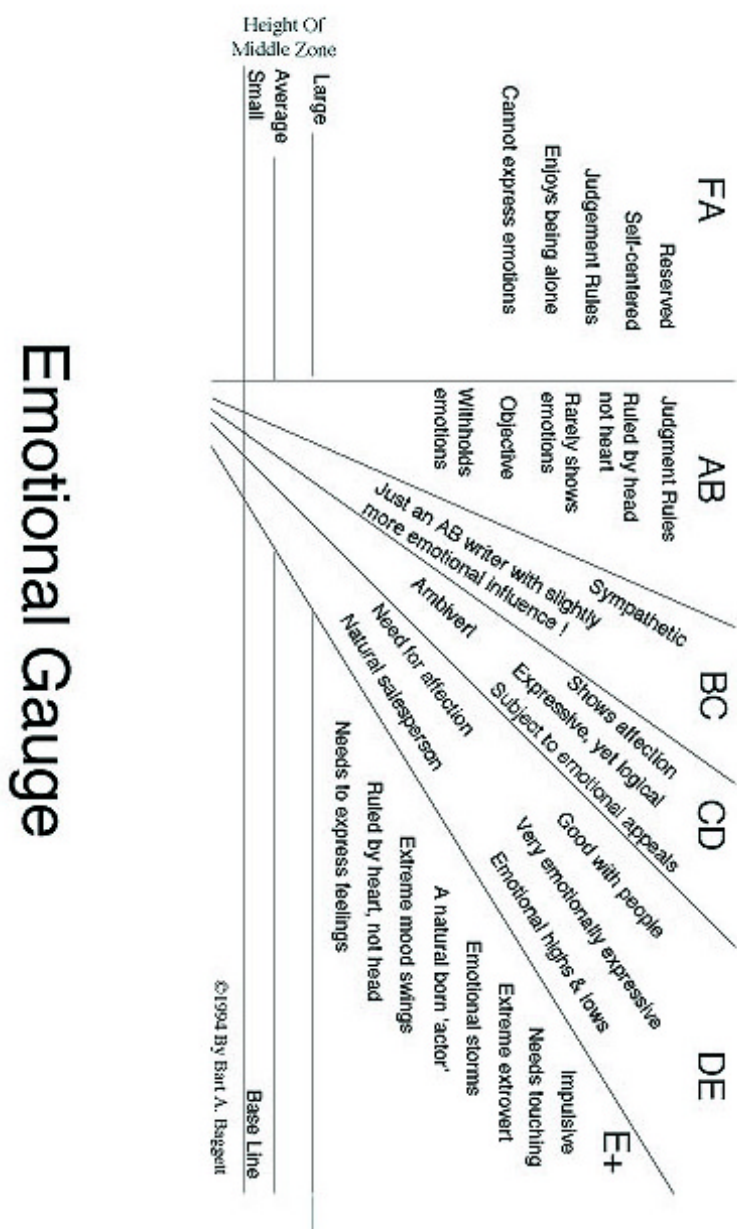 FA
AB
BC
CD
DE
E+
Reserved
Self-centered
Judgement Rules
Enjoys being alone
Cannot express emotions
Judgment Rules
Ruled by head
not heart
Rarely shows
emotions
Objective
Withholds
emotions
Sympathetic
Just an AB writer with slightly
more emotional influence !
Shows affection
Expressive, yet logical
Subject to emotional appeals
Ambivert
Good with people
Very emotionally expressive
Emotional highs & lows
Need for affection
Natural salesperson
Impulsive
Needs touching
Extreme extrovert
Emotional storms
A natural born 'actor'
Extreme mood swings
Ruled by heart, not head
Needs to express feelings
Height Of
Middle Zone
Large
Average
Small
Base Line
©1994 By Bart A. Baggett
Emotional Gauge